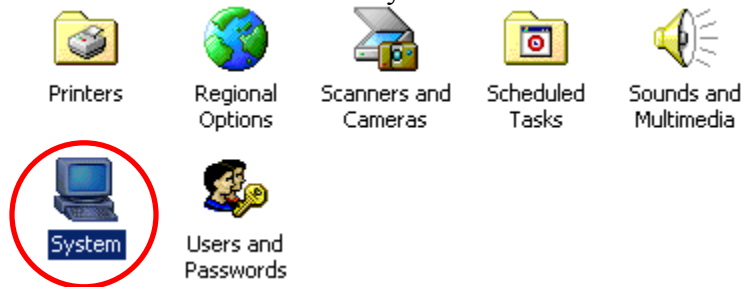 Printers
Regional
Options
Scanners and
Cameras
Scheduled
Tasks
Sounds and
Multimedia
System
Users and
Passwords